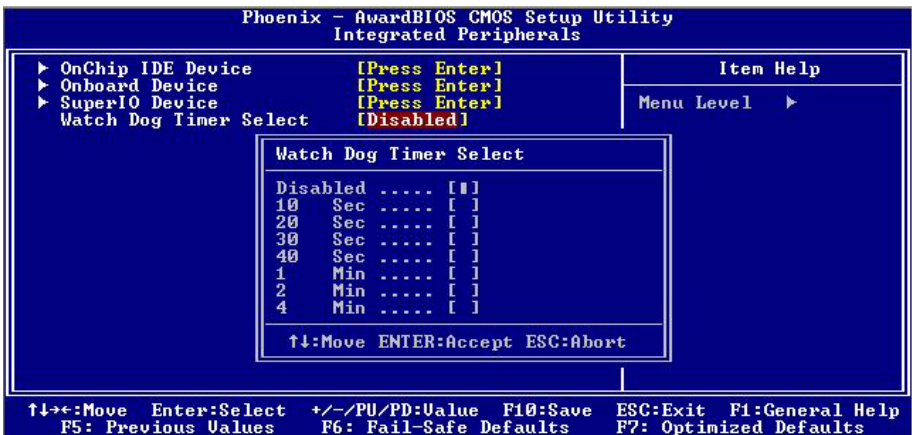 Phoenix - AwardBIOS CMOS Setup Utility
Integrated Peripherals
► OnChip IDE Device [Press Enter]
► Onboard Device [Press Enter]
► SuperIO Device [Press Enter]
Watch Dog Timer Select [Disabled]
Item Help
Menu Level ►
Watch Dog Timer Select
Disabled ..... [■]
10 Sec ..... [ ]
20 Sec ..... [ ]
30 Sec ..... [ ]
40 Sec ..... [ ]
1 Min ..... [ ]
2 Min ..... [ ]
4 Min ..... [ ]
↑↓:Move ENTER:Accept ESC:Abort
↑↓→←:Move Enter:Select +/-/PU/PD:Value F10:Save ESC:Exit F1:General Help
F5: Previous Values F6: Fail-Safe Defaults F7: Optimized Defaults